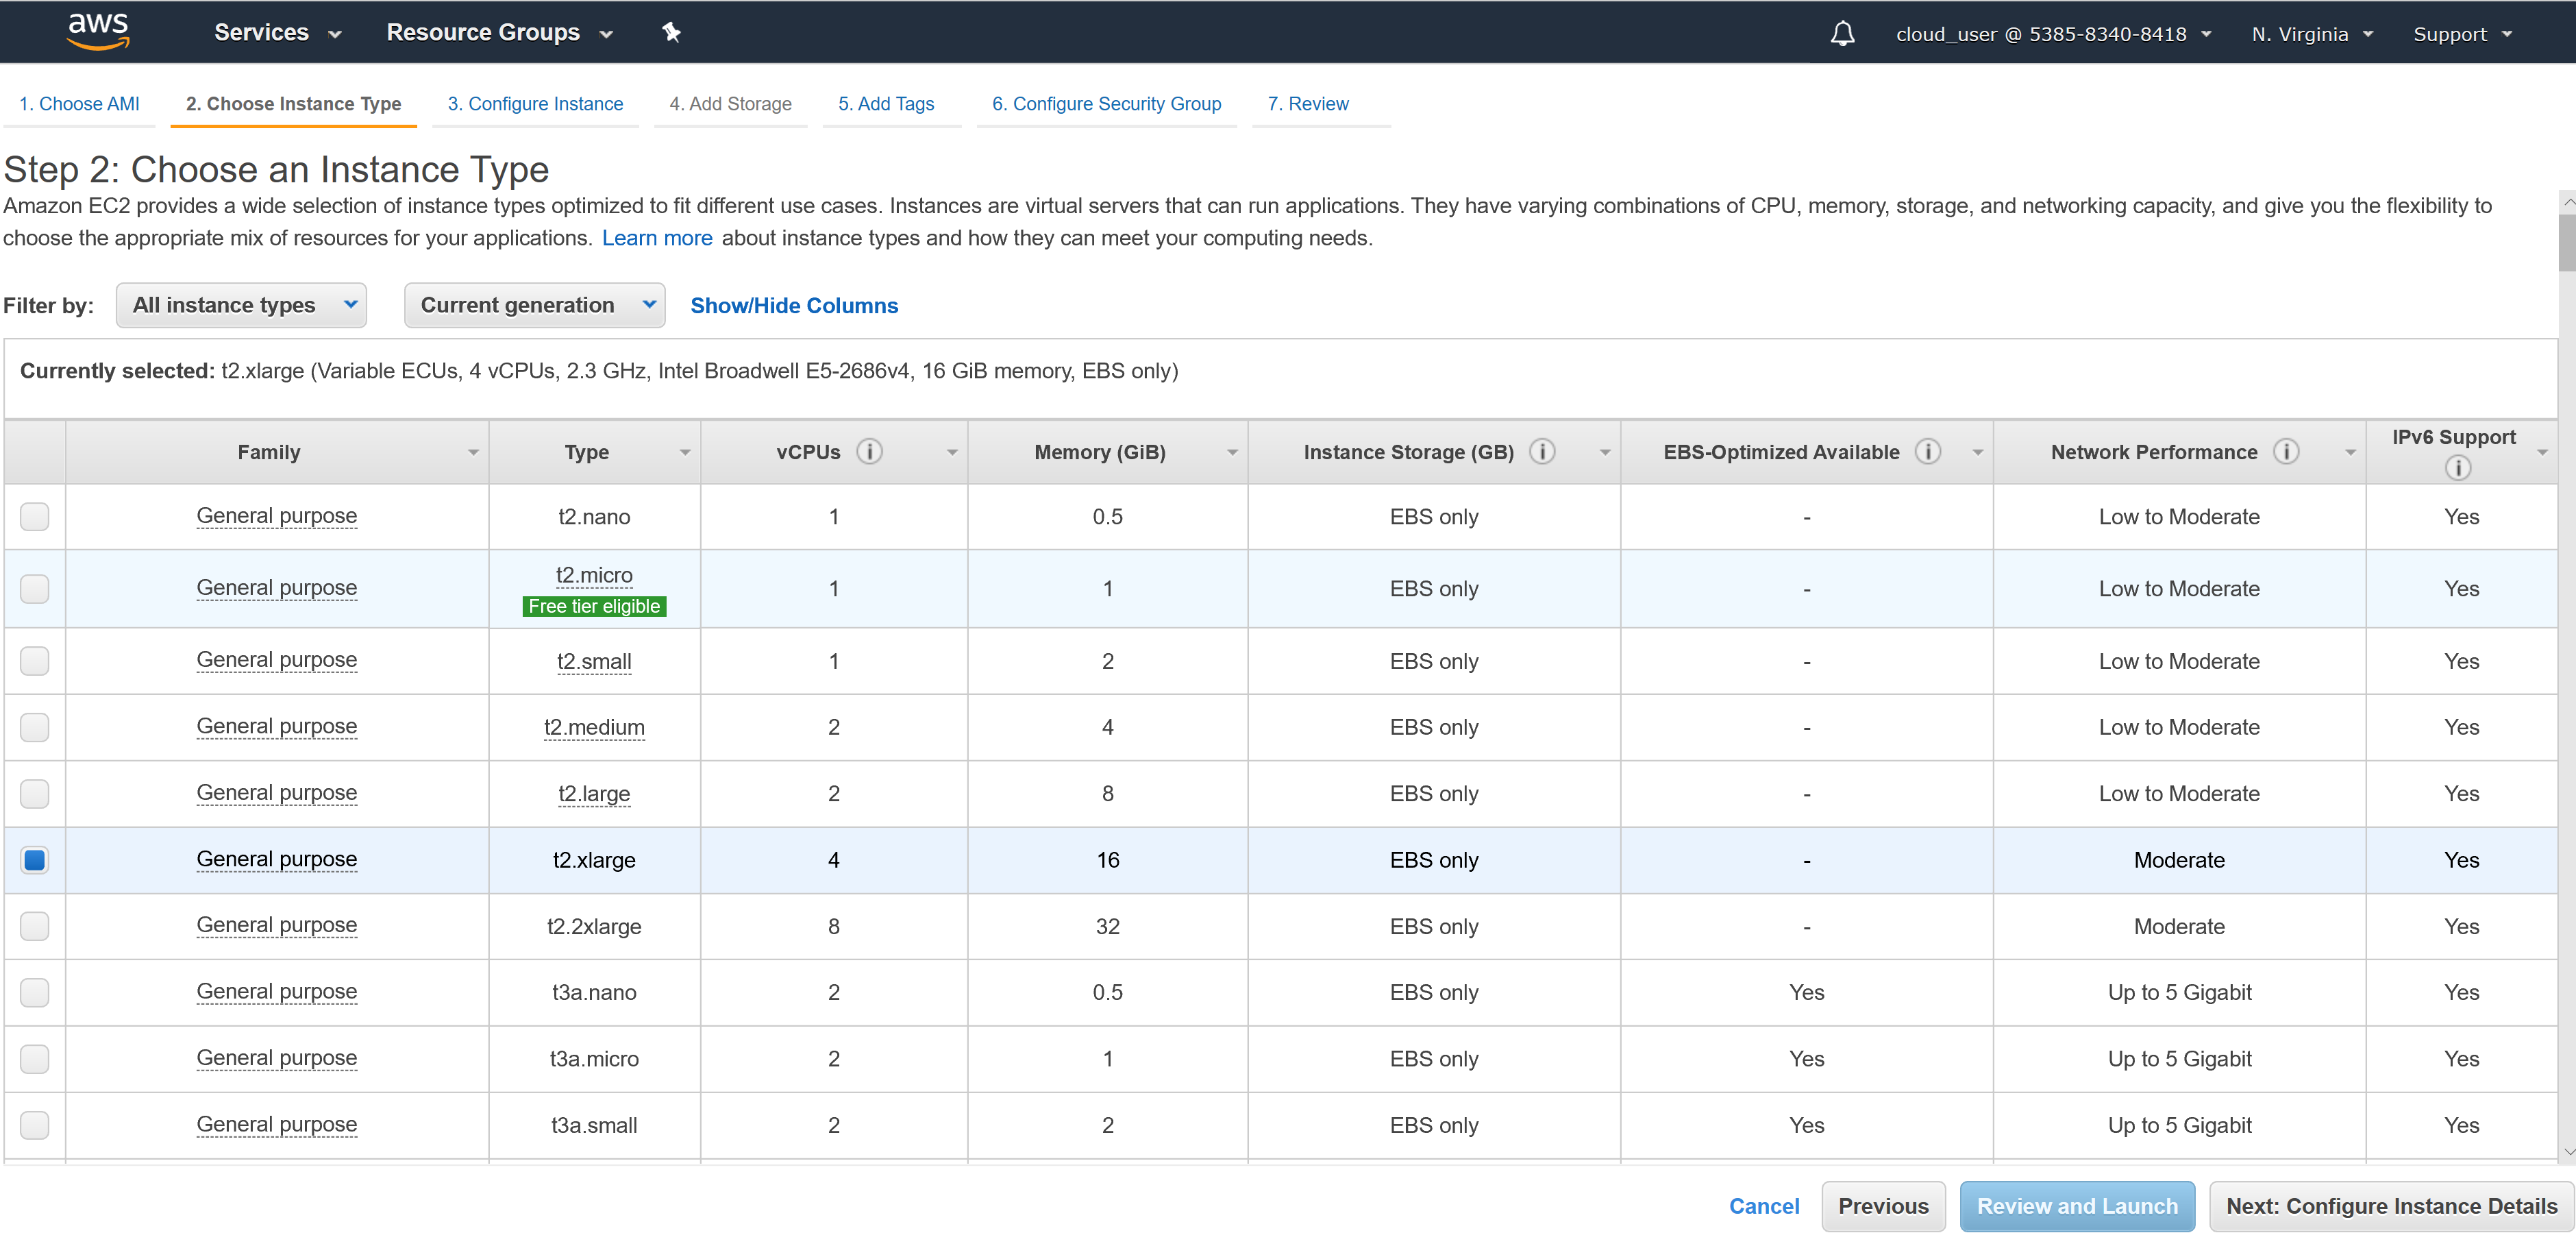 aws Services Resource Groups cloud_user @ 5385-8340-8418 N. Virginia Support
1. Choose AMI 2. Choose Instance Type 3. Configure Instance 4. Add Storage 5. Add Tags 6. Configure Security Group 7. Review
Step 2: Choose an Instance Type
Amazon EC2 provides a wide selection of instance types optimized to fit different use cases. Instances are virtual servers that can run applications. They have varying combinations of CPU, memory, storage, and networking capacity, and give you the flexibility to
choose the appropriate mix of resources for your applications. Learn more about instance types and how they can meet your computing needs.
Filter by: All instance types Current generation Show/Hide Columns
Currently selected: t2.xlarge (Variable ECUs, 4 vCPUs, 2.3 GHz, Intel Broadwell E5-2686v4, 16 GiB memory, EBS only)
Family Type vCPUs i Memory (GiB) Instance Storage (GB) i EBS-Optimized Available i Network Performance i IPv6 Support i
General purpose t2.nano 1 0.5 EBS only - Low to Moderate Yes
General purpose t2.micro Free tier eligible 1 1 EBS only - Low to Moderate Yes
General purpose t2.small 1 2 EBS only - Low to Moderate Yes
General purpose t2.medium 2 4 EBS only - Low to Moderate Yes
General purpose t2.large 2 8 EBS only - Low to Moderate Yes
General purpose t2.xlarge 4 16 EBS only - Moderate Yes
General purpose t2.2xlarge 8 32 EBS only - Moderate Yes
General purpose t3a.nano 2 0.5 EBS only Yes Up to 5 Gigabit Yes
General purpose t3a.micro 2 1 EBS only Yes Up to 5 Gigabit Yes
General purpose t3a.small 2 2 EBS only Yes Up to 5 Gigabit Yes
Cancel Previous Review and Launch Next: Configure Instance Details